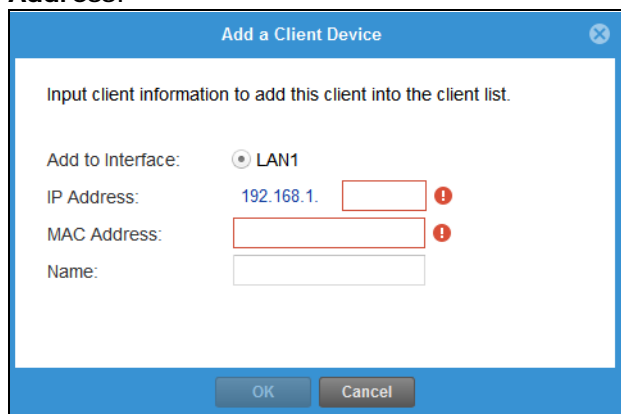 Address.
Add a Client Device
Input client information to add this client into the client list.
Add to Interface: LAN1
IP Address: 192.168.1.
MAC Address:
Name:
OK Cancel